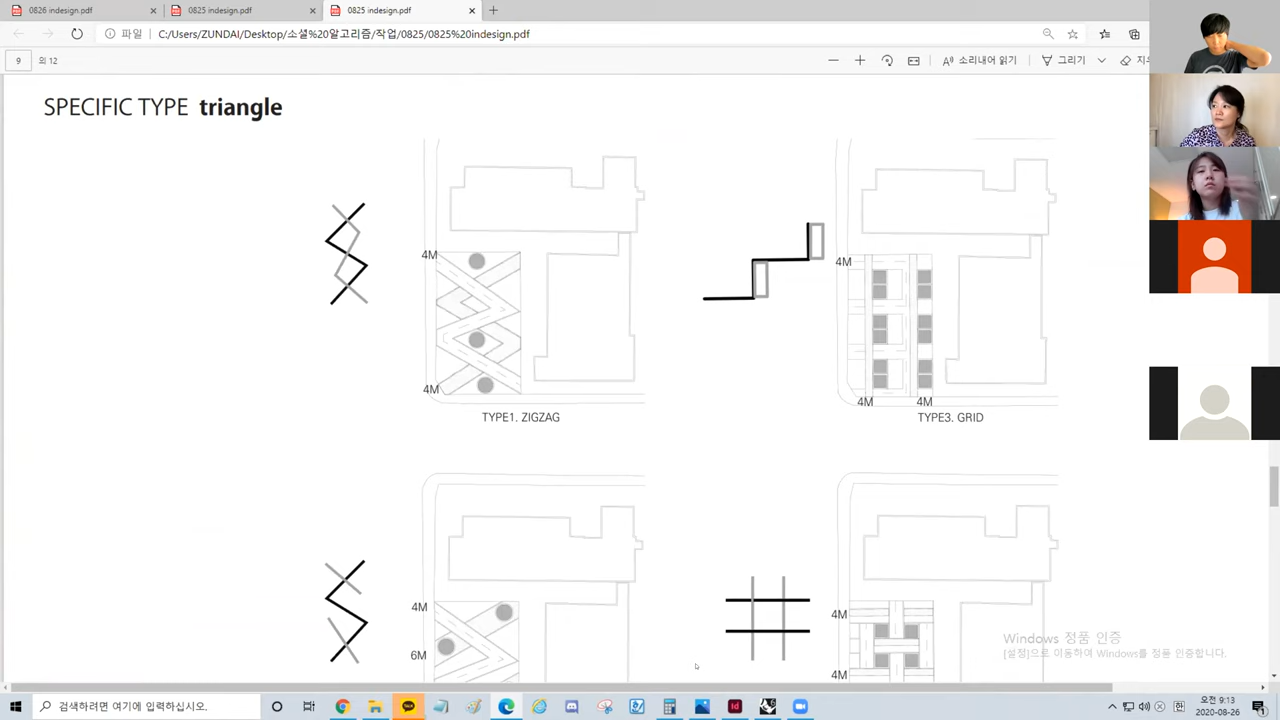 0826 indesign.pdf
0825 indesign.pdf
0825 indesign.pdf
파일
C:/Users/ZUNDAI/Desktop/소셜%20알고리즘/작업/0825/0825%20indesign.pdf
9
의 12
소리내어 읽기
그리기
지우
SPECIFIC TYPE triangle
4M
4M
TYPE1. ZIGZAG
4M
4M
4M
TYPE3. GRID
4M
6M
4M
4M
Windows 정품 인증
[설정]으로 이동하여 Windows를 정품 인증합니다.
검색하려면 여기에 입력하십시오.
오전 9:13
2020-08-26